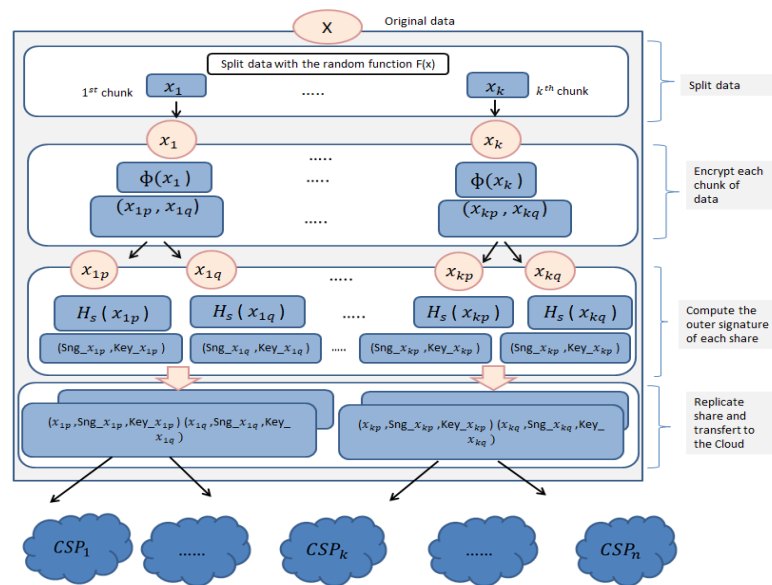 X
Original data
Split data with the random function F(x)
1ˢᵗ chunk
x₁
.....
xₖ
kᵗʰ chunk
Split data
x₁
xₖ
.....
ϕ(x₁)
.....
ϕ(xₖ)
(x₁ₚ , x₁q)
.....
(xₖₚ , xₖq)
Encrypt each
chunk of
data
x₁ₚ
x₁q
.....
xₖₚ
xₖq
Hₛ(x₁ₚ)
Hₛ(x₁q)
.....
Hₛ(xₖₚ)
Hₛ(xₖq)
(Sng_x₁ₚ ,Key_x₁ₚ)
(Sng_x₁q ,Key_x₁q)
.....
(Sng_xₖₚ ,Key_xₖₚ)
(Sng_xₖₚ ,Key_xₖₚ)
Compute the
outer signature
of each share
(x₁ₚ ,Sng_x₁ₚ ,Key_x₁ₚ) (x₁q ,Sng_x₁q ,Key_
x₁q )
(xₖₚ ,Sng_xₖₚ ,Key_xₖₚ) (xₖq ,Sng_xₖq ,Key_
xₖq )
Replicate
share and
transfert to
the Cloud
CSP₁
......
CSPₖ
......
CSPₙ